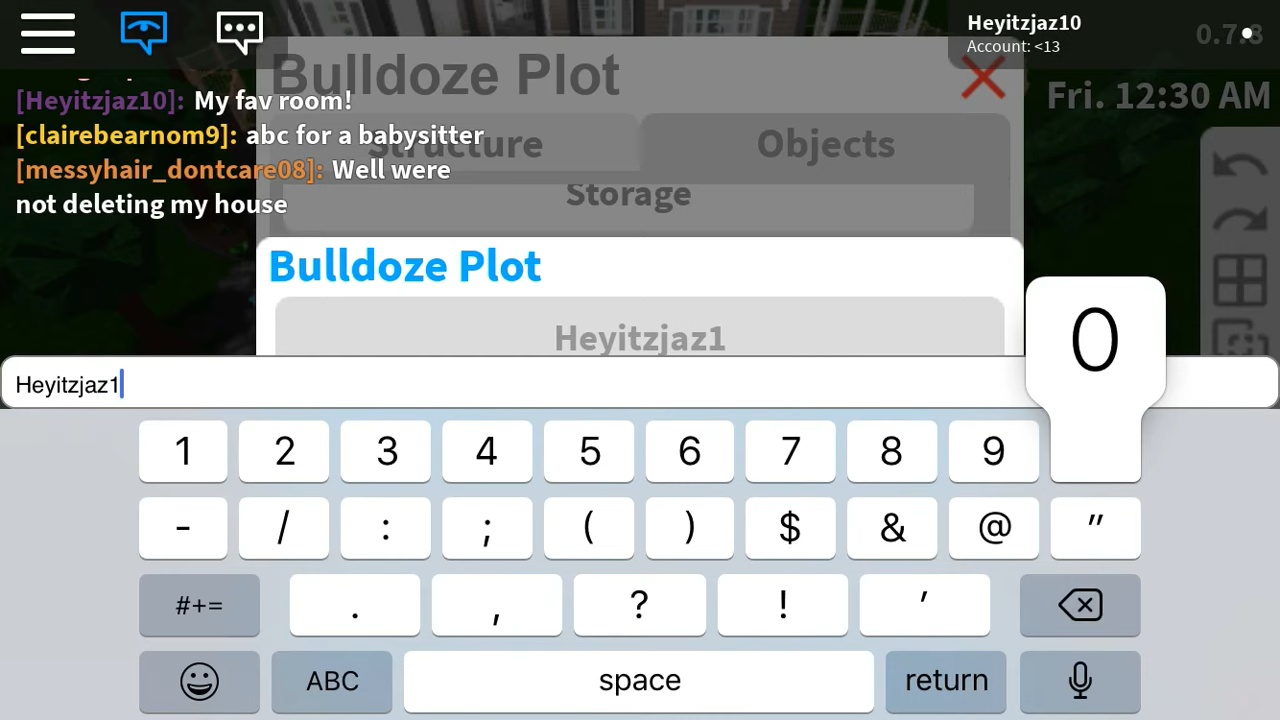 Heyitzjaz10
Account: <13
0.7.8
Bulldoze Plot
Fri. 12:30 AM
[Heyitzjaz10]: My fav room!
[clairebearnom9]: abc for a babysitter
Structure
Objects
[messyhair_dontcare08]: Well were
not deleting my house
Storage
Bulldoze Plot
Heyitzjaz1
Heyitzjaz1
0
1 2 3 4 5 6 7 8 9
- / : ; ( ) $ & @ "
#+= . , ? ! '
ABC space return